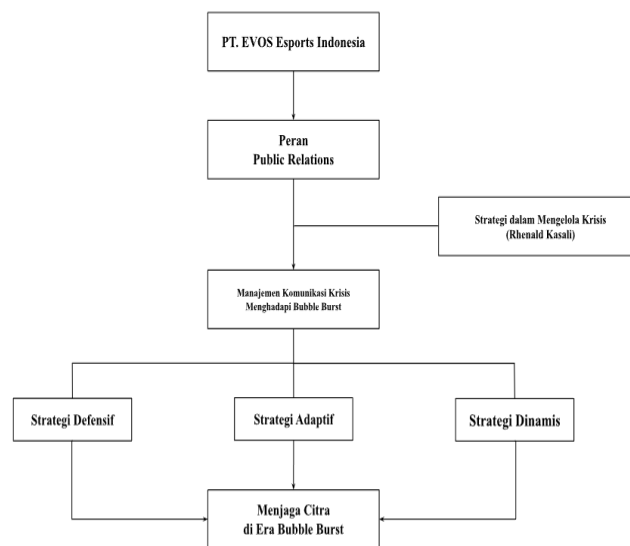 PT. EVOS Esports Indonesia
Peran
Public Relations
Strategi dalam Mengelola Krisis
(Rhenald Kasali)
Manajemen Komunikasi Krisis
Menghadapi Bubble Burst
Strategi Defensif
Strategi Adaptif
Strategi Dinamis
Menjaga Citra
di Era Bubble Burst